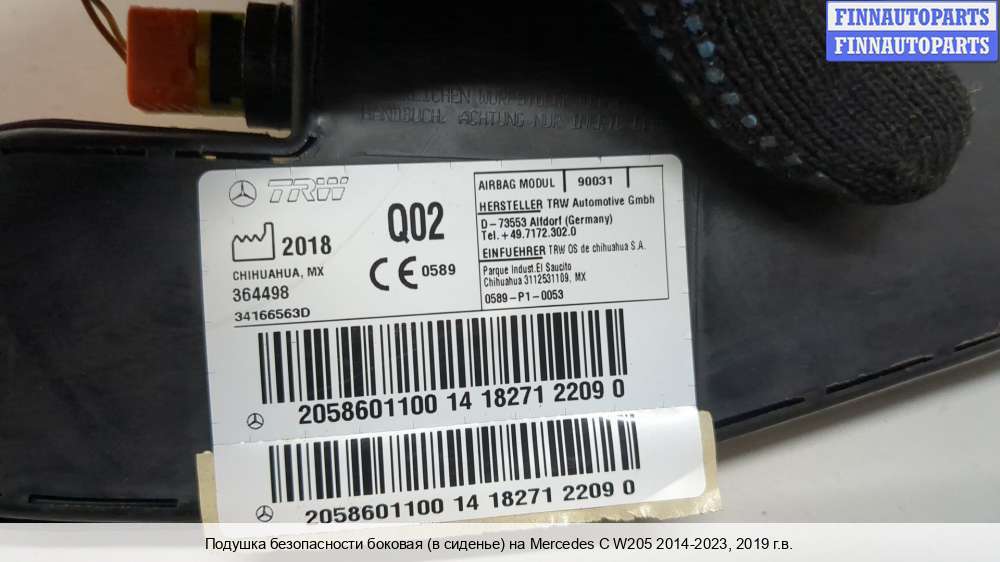 FINNAUTOPARTS
FINNAUTOPARTS
HANDBUCH: ACHTUNG NUR
TRW
2018
CHIHUAHUA, MX
364498
34166563D
Q02
CE 0589
AIRBAG MODUL 90031
HERSTELLER TRW Automotive GmbH
D-73553 Alfdorf (Germany)
Tel. +49.7172.302.0
EINFUEHRER TRW OS de chihuahua S.A.
Parque Indust.El Saucito
Chihuahua 3112531109, MX
0589-P1-0053
2058601100 14 18271 2209 0
2058601100 14 18271 2209 0
Подушка безопасности боковая (в сиденье) на Mercedes C W205 2014-2023, 2019 г.в.